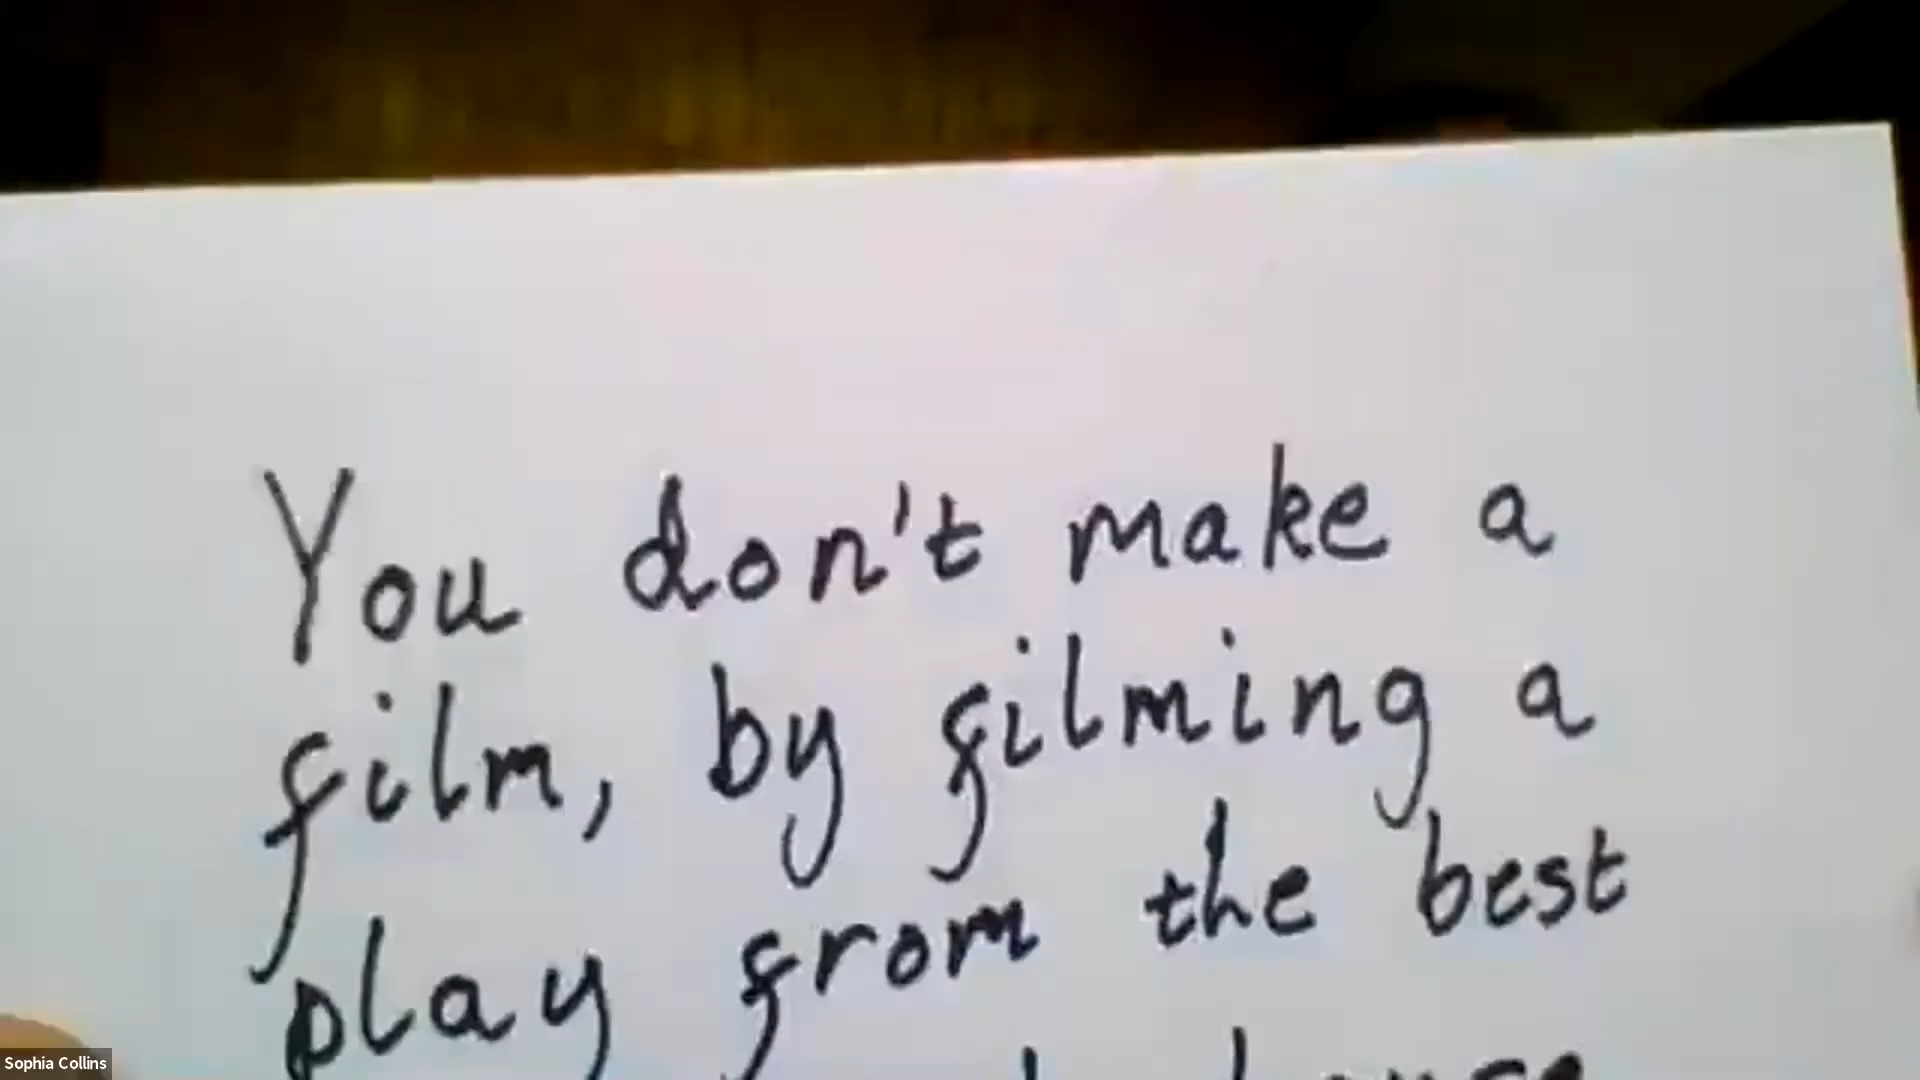 You don't make a
film, by filming a
play from the best
Sophia Collins